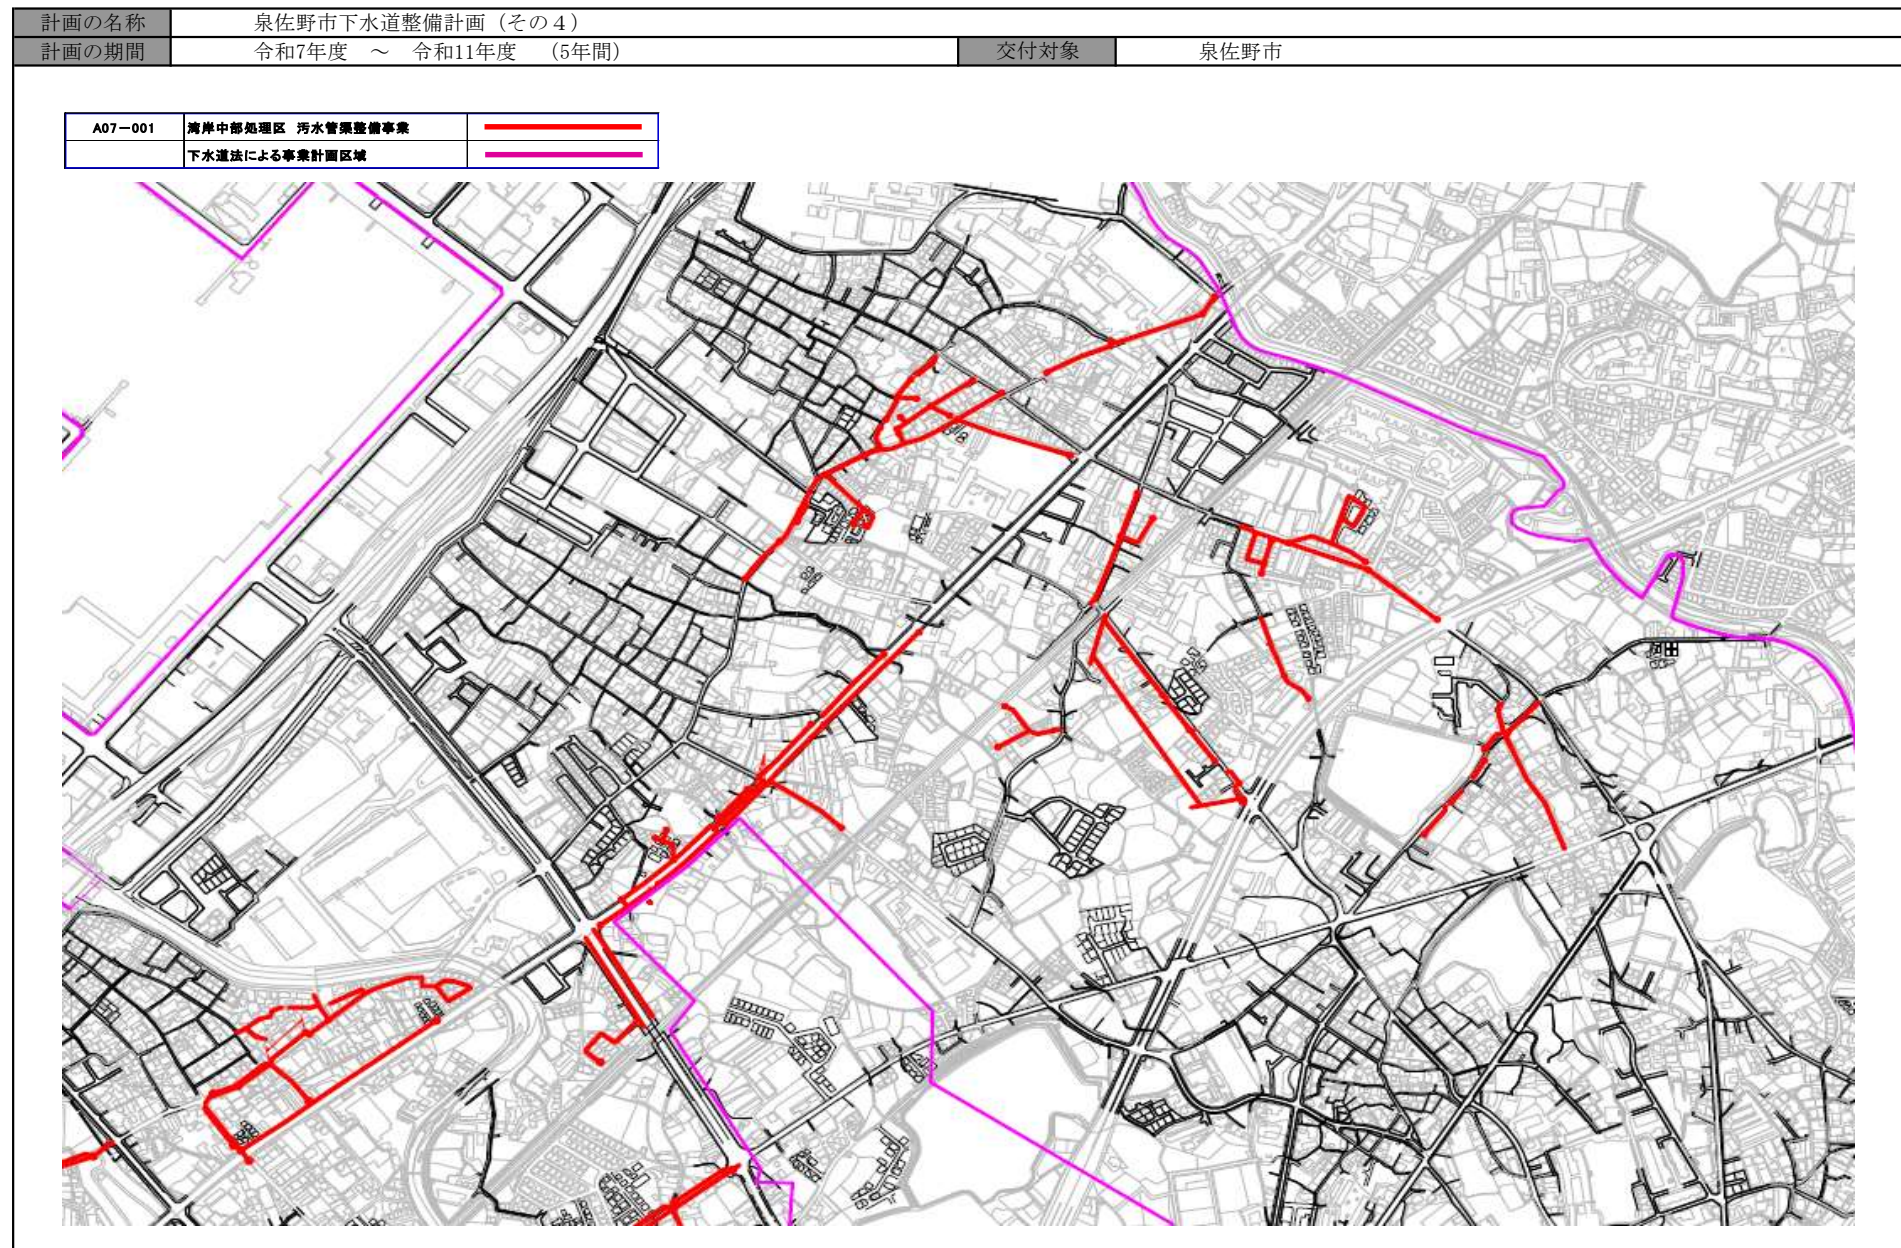 計画の名称 泉佐野市下水道整備計画（その４）
計画の期間 令和7年度 ～ 令和11年度 （5年間） 交付対象 泉佐野市
A07－001 湾岸中部処理区 汚水管渠整備事業
下水道法による事業計画区域